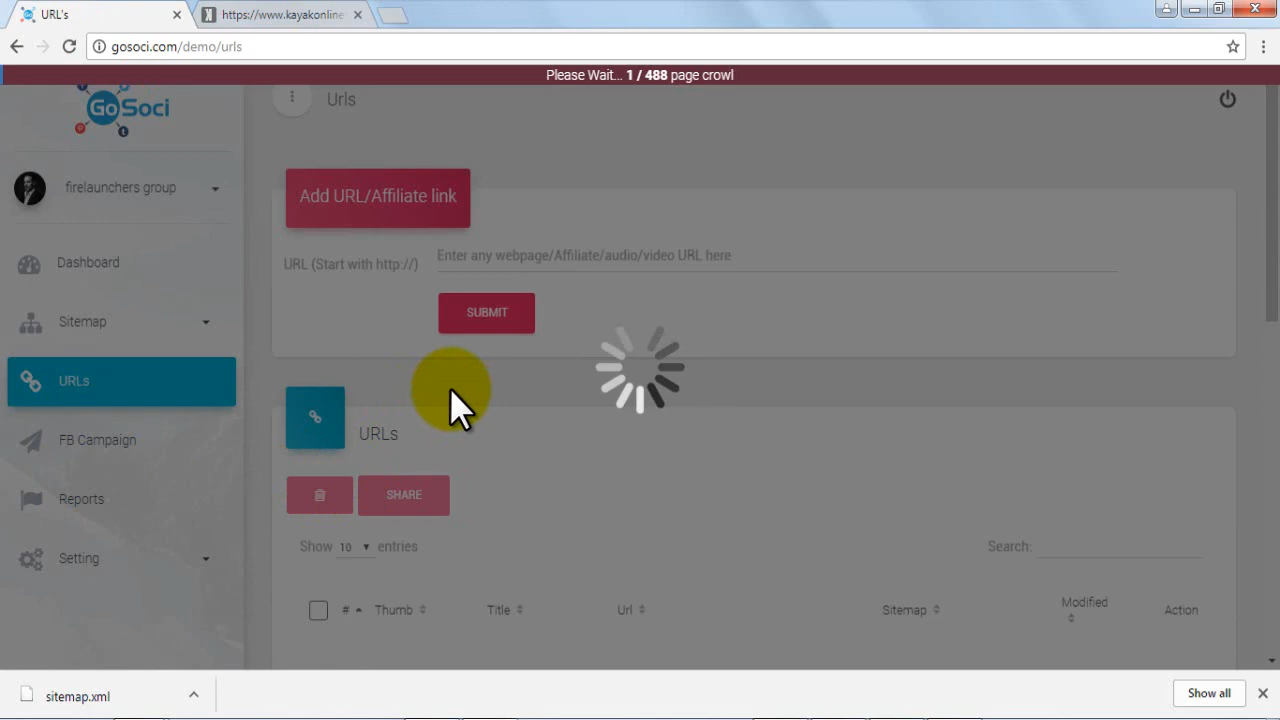 URL's
https://www.kayakonline
gosoci.com/demo/urls
Please Wait... 1 / 488 page crowl
GoSoci
Urls
firelaunchers group
Add URL/Affiliate link
URL (Start with http://)
Enter any webpage/Affiliate/audio/video URL here
SUBMIT
Dashboard
Sitemap
URLs
FB Campaign
Reports
Setting
URLs
SHARE
Show 10 entries
Search:
# Thumb Title Url Sitemap Modified Action
sitemap.xml
Show all